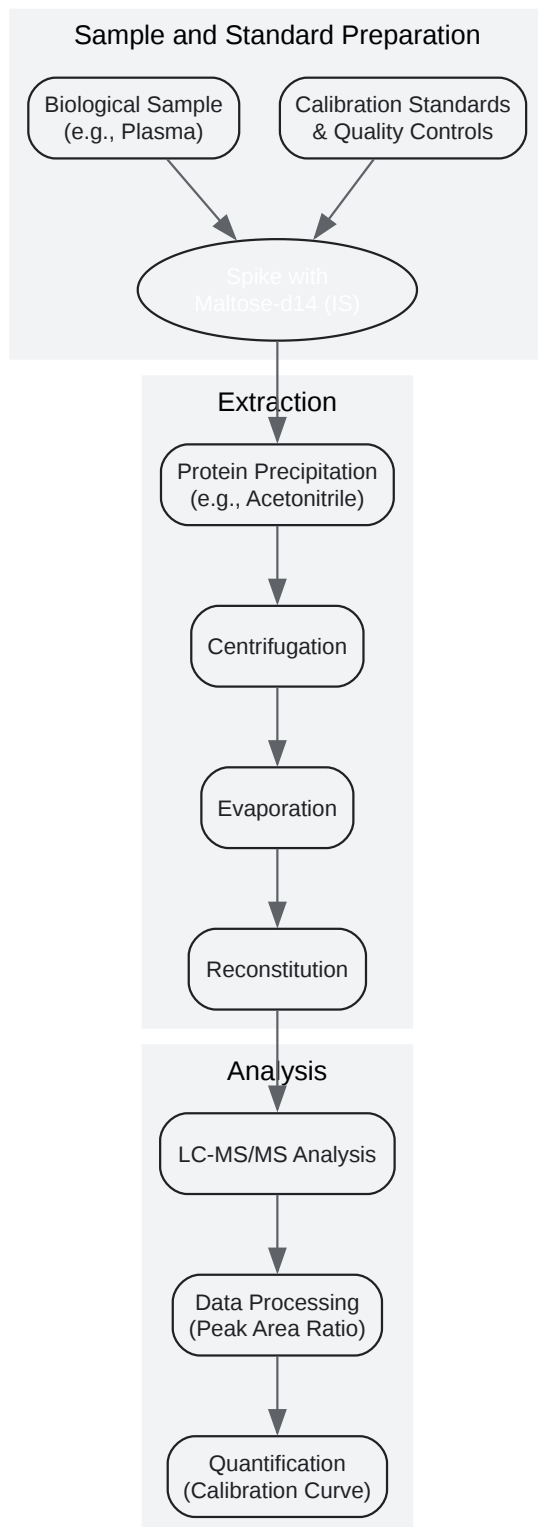 Sample and Standard Preparation
Biological Sample
(e.g., Plasma)
Calibration Standards
& Quality Controls
Spike with
Maltose-d14 (IS)
Extraction
Protein Precipitation
(e.g., Acetonitrile)
Centrifugation
Evaporation
Reconstitution
Analysis
LC-MS/MS Analysis
Data Processing
(Peak Area Ratio)
Quantification
(Calibration Curve)